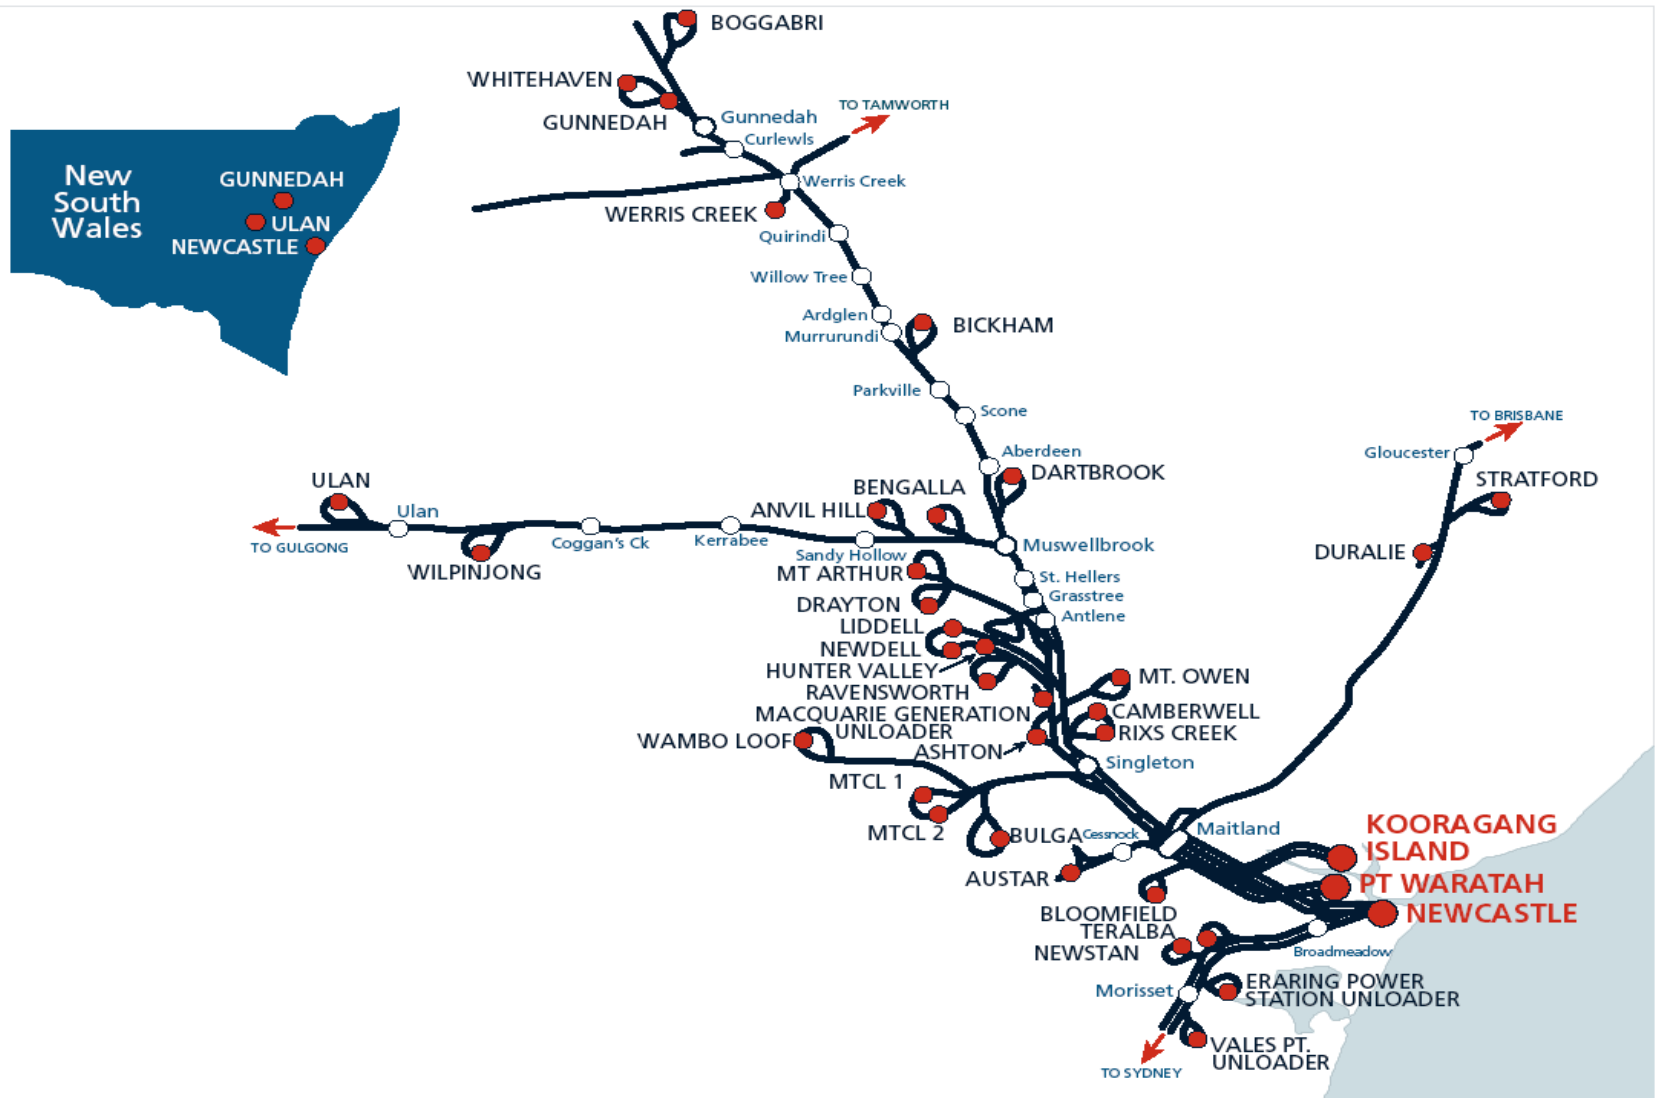 BOGGABRI
WHITEHAVEN
GUNNEDAH
Gunnedah
Curlewls
TO TAMWORTH
New
South
Wales
GUNNEDAH
ULAN
NEWCASTLE
Werris Creek
WERRIS CREEK
Quirindi
Willow Tree
Ardglen
Murrurundi
BICKHAM
Parkville
Scone
TO BRISBANE
Gloucester
STRATFORD
Aberdeen
DARTBROOK
ULAN
Ulan
BENGALLA
ANVIL HILL
TO GULGONG
WILPINJONG
Coggan's Ck
Kerrabee
Sandy Hollow
Muswellbrook
DURALIE
MT ARTHUR
St. Hellers
Grasstree
DRAYTON
Antlene
LIDDELL
NEWDELL
HUNTER VALLEY
RAVENSWORTH
MT. OWEN
MACQUARIE GENERATION
UNLOADER
CAMBERWELL
RIXS CREEK
WAMBO LOOF
ASHTON
Singleton
MTCL 1
MTCL 2
BULGA
Cessnock
Maitland
KOORAGANG
ISLAND
AUSTAR
PT WARATAH
NEWCASTLE
BLOOMFIELD
TERALBA
NEWSTAN
Broadmeadow
Morisset
ERARING POWER
STATION UNLOADER
VALES PT.
UNLOADER
TO SYDNEY